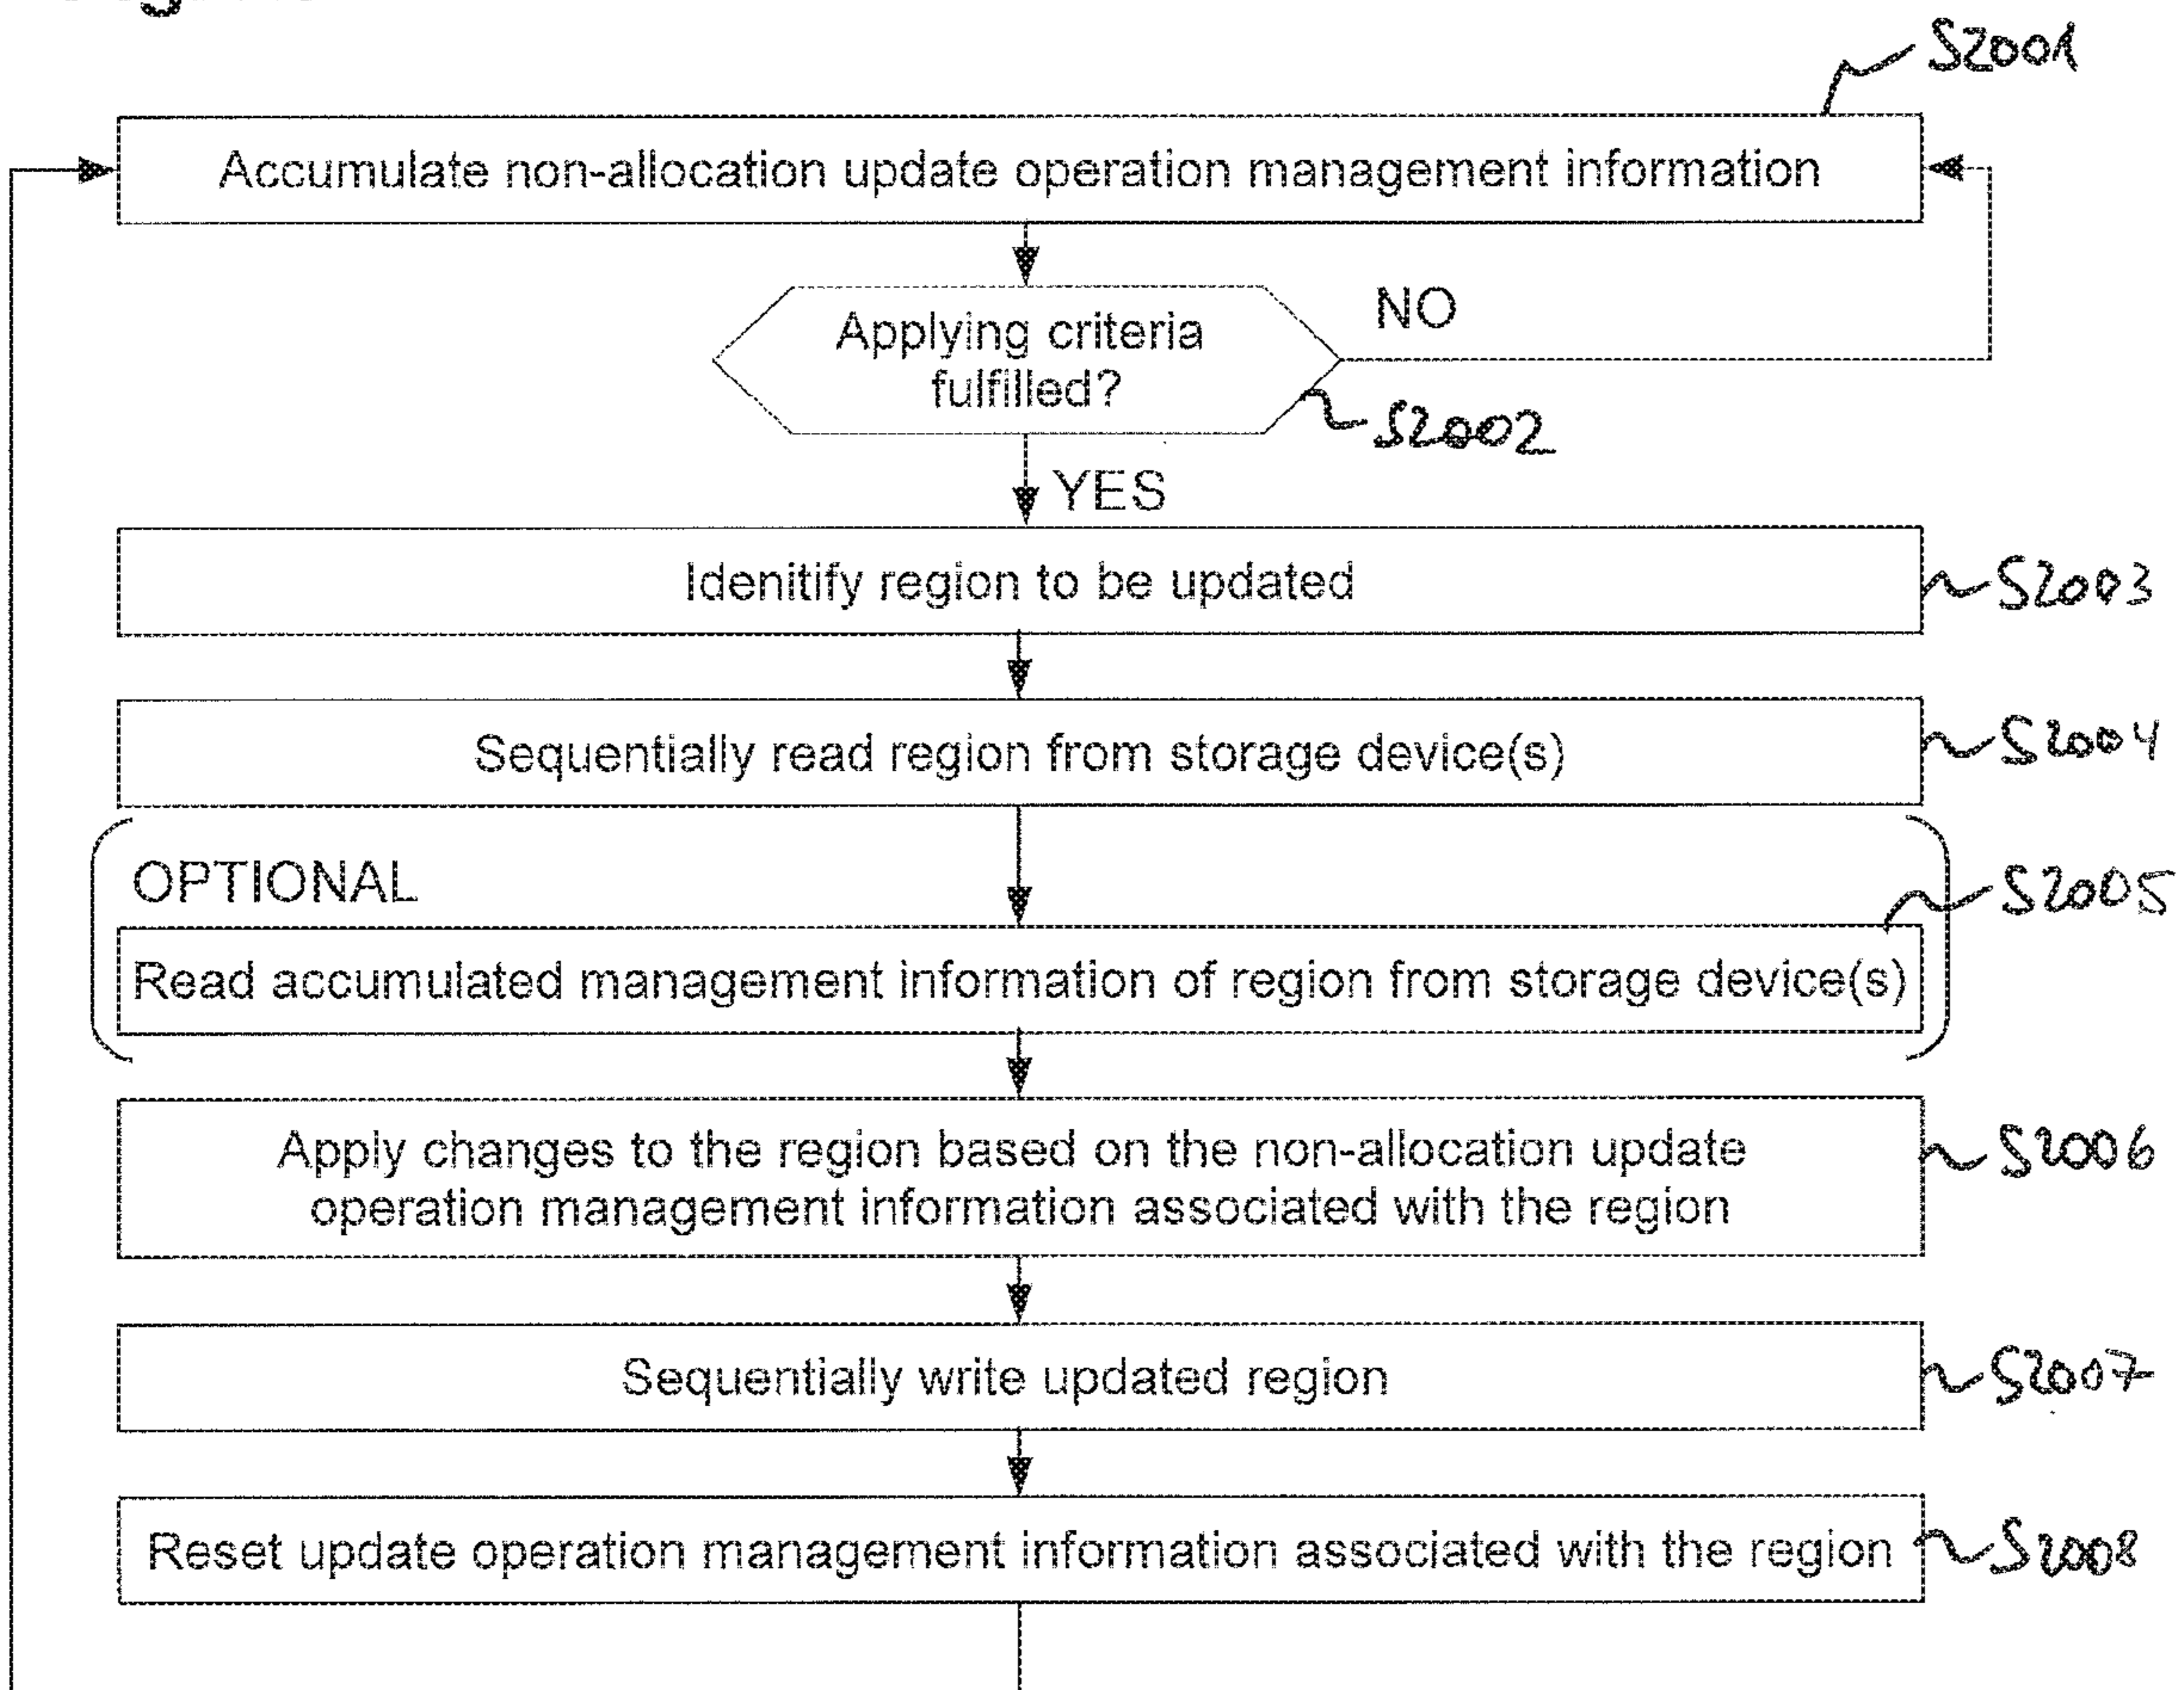 S2001
Accumulate non-allocation update operation management information
Applying criteria
fulfilled?
NO
S2002
YES
Idenitify region to be updated
S2003
Sequentially read region from storage device(s)
S2004
OPTIONAL
S2005
Read accumulated management information of region from storage device(s)
Apply changes to the region based on the non-allocation update
operation management information associated with the region
S2006
Sequentially write updated region
S2007
Reset update operation management information associated with the region
S2008